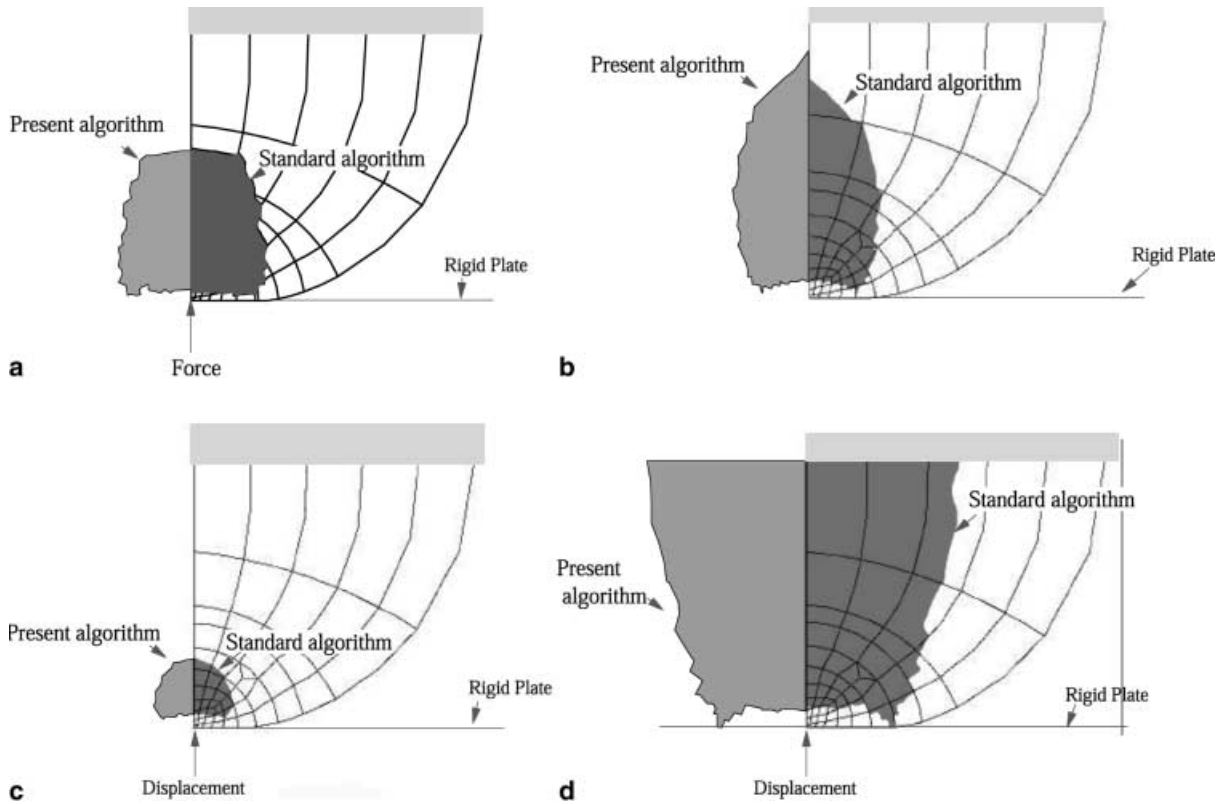 Present algorithm
Standard algorithm
Rigid Plate
a
Force
Present algorithm
Standard algorithm
Rigid Plate
b
Present algorithm
Standard algorithm
Rigid Plate
c
Displacement
Standard algorithm
Present
algorithm
Rigid Plate
d
Displacement